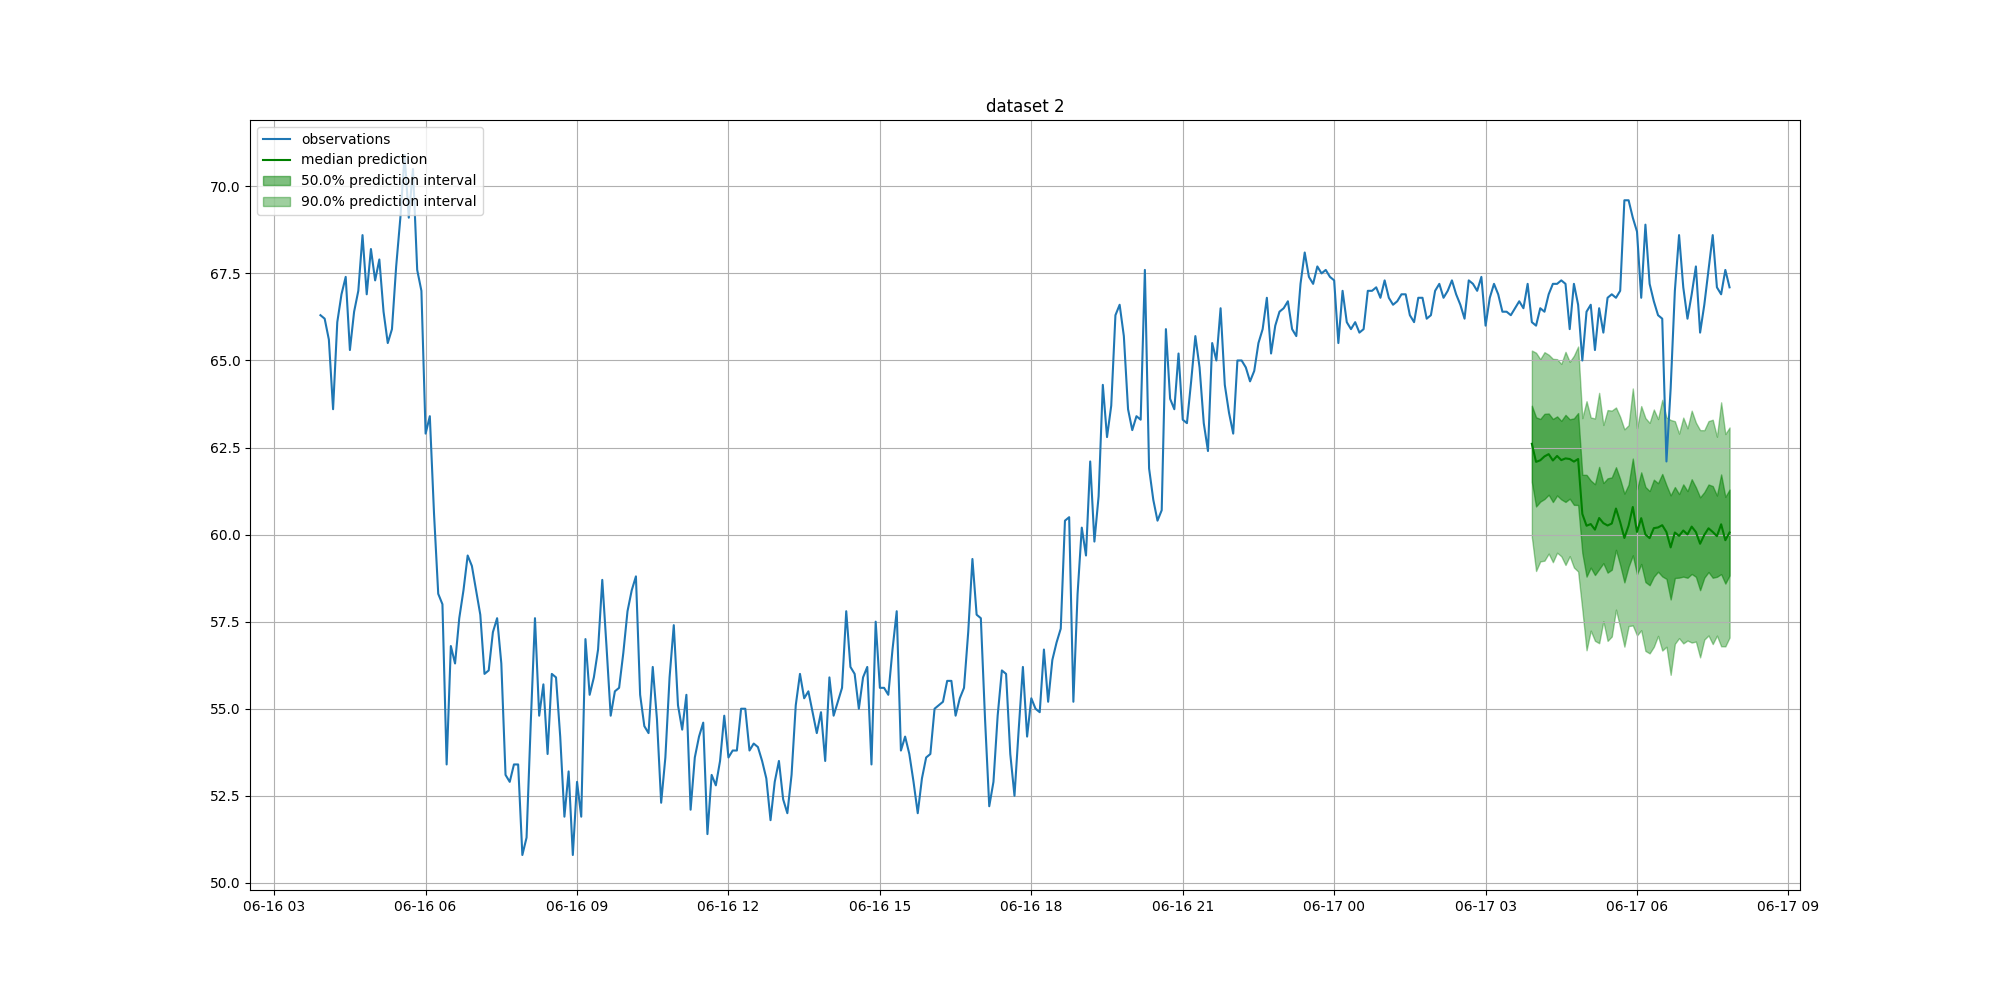 dataset 2
observations
median prediction
50.0% prediction interval
90.0% prediction interval
70.0
67.5
65.0
62.5
60.0
57.5
55.0
52.5
50.0
06-16 03 06-16 06 06-16 09 06-16 12 06-16 15 06-16 18 06-16 21 06-17 00 06-17 03 06-17 06 06-17 09